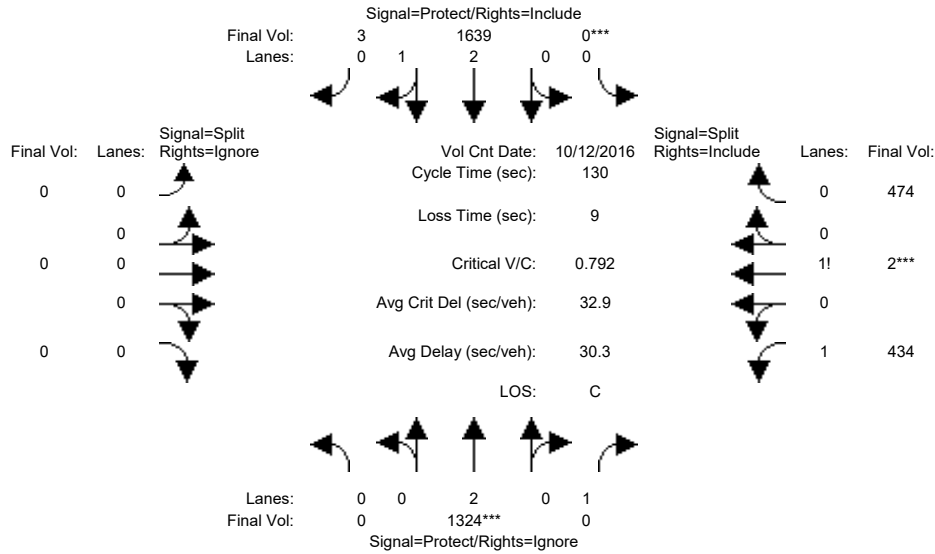 Signal=Protect/Rights=Include
Final Vol: 3 1639 0***
Lanes: 0 1 2 0 0
Signal=Split Signal=Split
Final Vol: Lanes: Rights=Ignore Vol Cnt Date: 10/12/2016 Rights=Include Lanes: Final Vol:
Cycle Time (sec): 130
0 0 0 474
Loss Time (sec): 9
0 0
0 0 Critical V/C: 0.792 1! 2***
0 Avg Crit Del (sec/veh): 32.9 0
0 0 Avg Delay (sec/veh): 30.3 1 434
LOS: C
Lanes: 0 0 2 0 1
Final Vol: 0 1324*** 0
Signal=Protect/Rights=Ignore